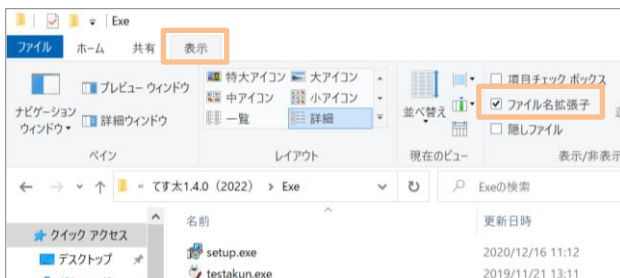 Exe
ファイル ホーム 共有 表示
プレビュー ウィンドウ
特大アイコン 大アイコン
項目チェック ボックス
中アイコン 小アイコン
ファイル名拡張子
ナビゲーション
ウィンドウ
詳細ウィンドウ
一覧 詳細
並べ替え
隠しファイル
ペイン レイアウト 現在のビュー 表示/非表示
« てす太1.4.0（2022） > Exe
Exeの検索
名前 更新日時
クイック アクセス
デスクトップ
setup.exe 2020/12/16 11:12
testakun.exe 2019/11/21 13:11